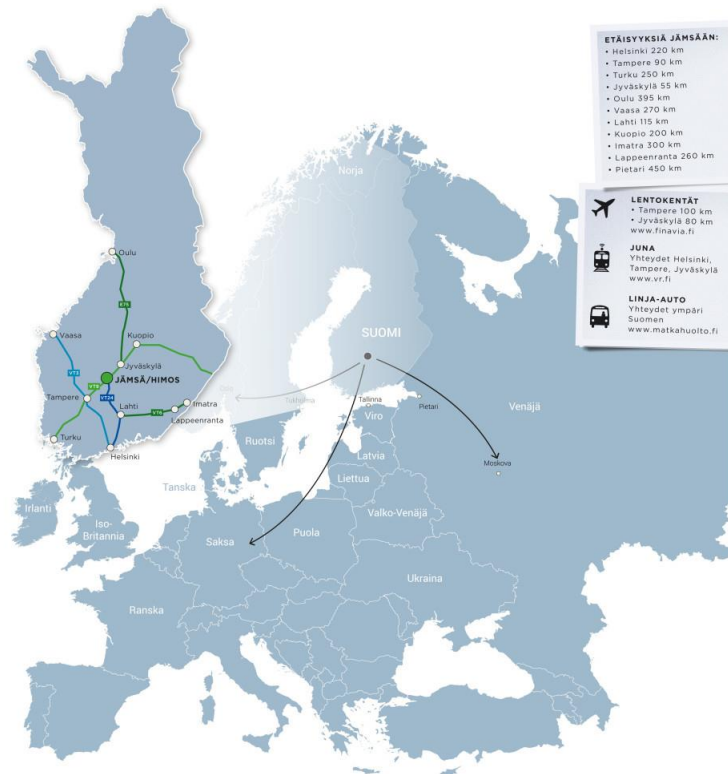 ETÄISYYKSIÄ JÄMSÄÄN:
• Helsinki 220 km
• Tampere 90 km
• Turku 250 km
• Jyväskylä 55 km
• Oulu 395 km
• Vaasa 270 km
• Lahti 115 km
• Kuopio 200 km
• Imatra 300 km
• Lappeenranta 260 km
• Pietari 450 km
LENTOKENTÄT
• Tampere 100 km
• Jyväskylä 80 km
www.finavia.fi
JUNA
Yhteydet Helsinki,
Tampere, Jyväskylä
www.vr.fi
LINJA-AUTO
Yhteydet ympäri
Suomen
www.matkahuolto.fi
Norja
Oulu
Vaasa
Kuopio
SUOMI
Jyväskylä
JÄMSÄ/HIMOS
VT9
VT24
Tampere
Lahti
Imatra
Lappeenranta
Turku
Helsinki
Oslo
Tukholma
Tallinna
Pietari
Venäjä
Viro
Ruotsi
Latvia
Moskova
Liettua
Tanska
Irlanti
Iso-
Britannia
Valko-Venäjä
Saksa
Puola
Ukraina
Ranska